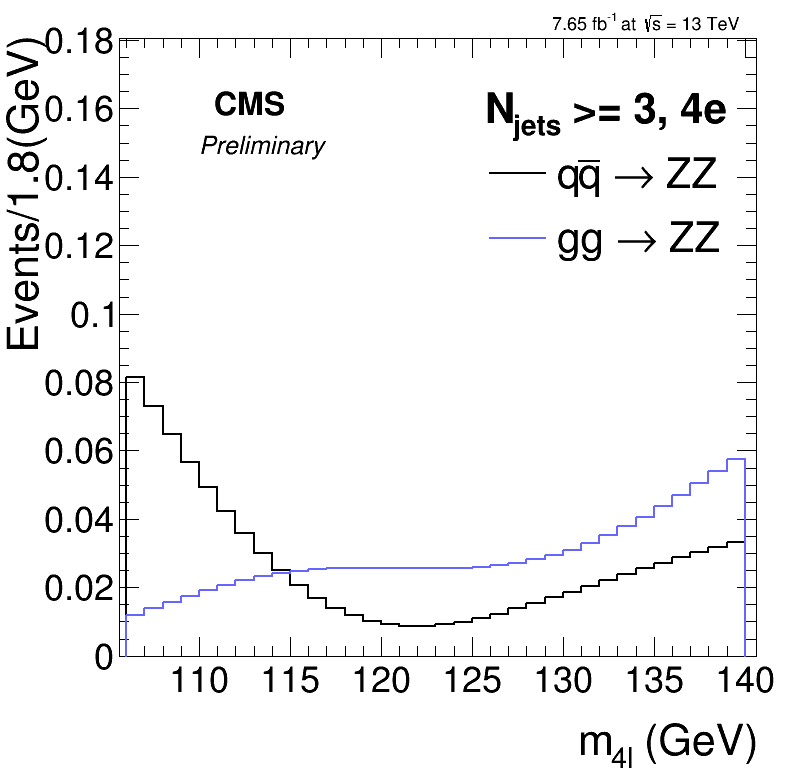 7.65 fb⁻¹ at √s = 13 TeV
CMS
Preliminary
N_jets >= 3, 4e
qq̅ → ZZ
gg → ZZ
Events/1.8(GeV)
0.18
0.16
0.14
0.12
0.1
0.08
0.06
0.04
0.02
0
110 115 120 125 130 135 140
m_4l (GeV)